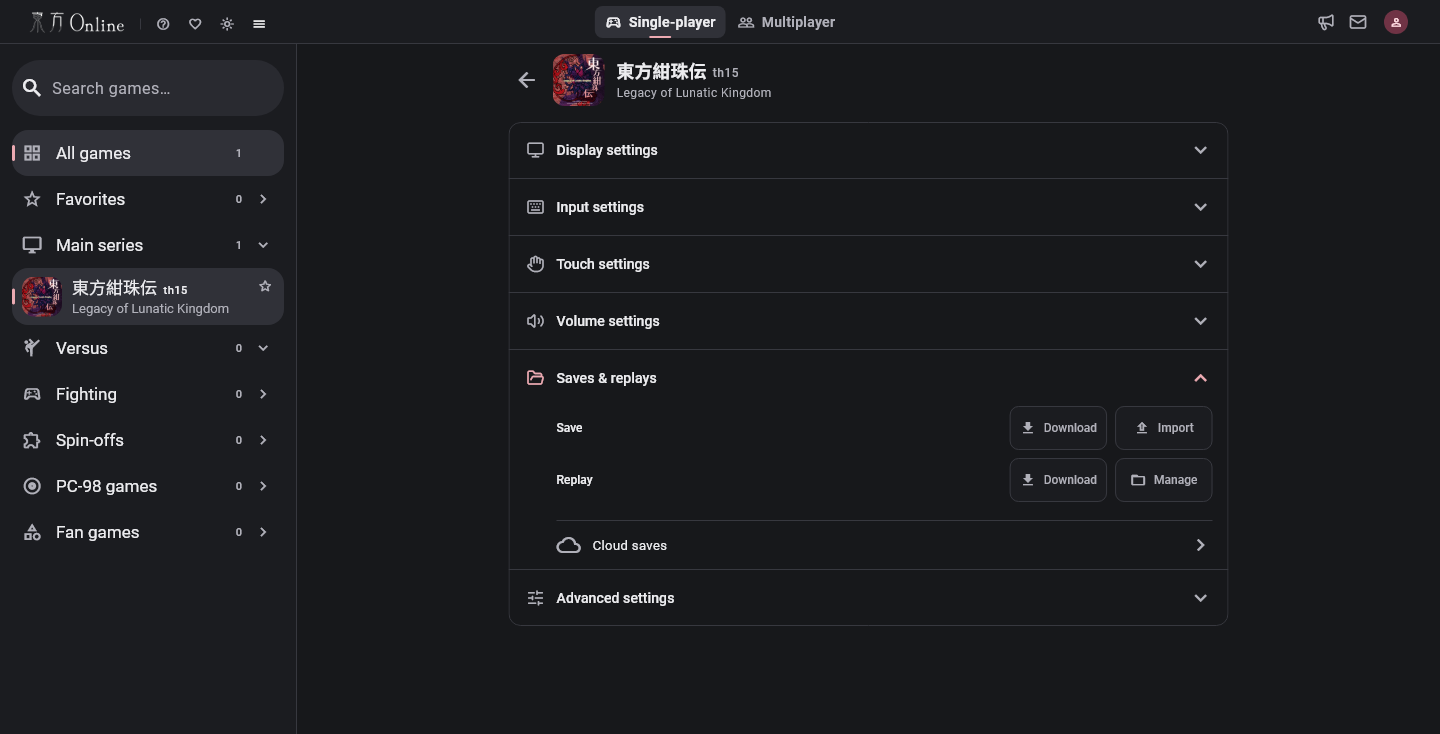 東方 Online
Single-player
Multiplayer
Search games...
All games 1
Favorites 0
Main series 1
東方紺珠伝 th15
Legacy of Lunatic Kingdom
Versus 0
Fighting 0
Spin-offs 0
PC-98 games 0
Fan games 0
東方紺珠伝 th15
Legacy of Lunatic Kingdom
Display settings
Input settings
Touch settings
Volume settings
Saves & replays
Save Download Import
Replay Download Manage
Cloud saves
Advanced settings